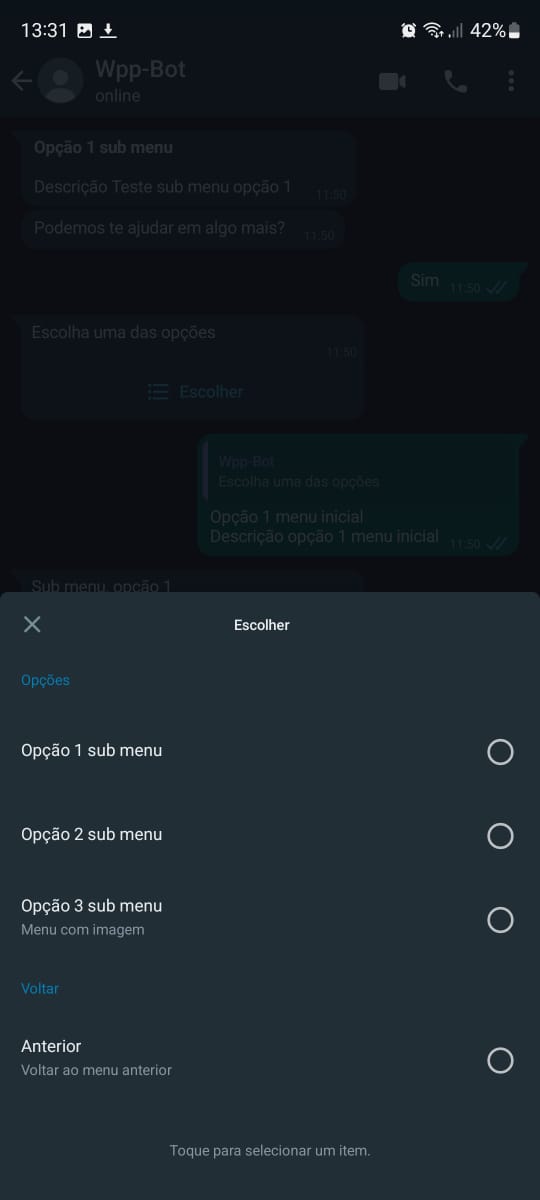 13:31
42%
Wpp-Bot
online
Opção 1 sub menu
Descrição Teste sub menu opção 1
11:50
Podemos te ajudar em algo mais?
11:50
Sim
11:50
Escolha uma das opções
11:50
Escolher
Wpp-Bot
Escolha uma das opções
Opção 1 menu inicial
Descrição opção 1 menu inicial
11:50
Sub menu, opção 1
Escolher
Opções
Opção 1 sub menu
Opção 2 sub menu
Opção 3 sub menu
Menu com imagem
Voltar
Anterior
Voltar ao menu anterior
Toque para selecionar um item.